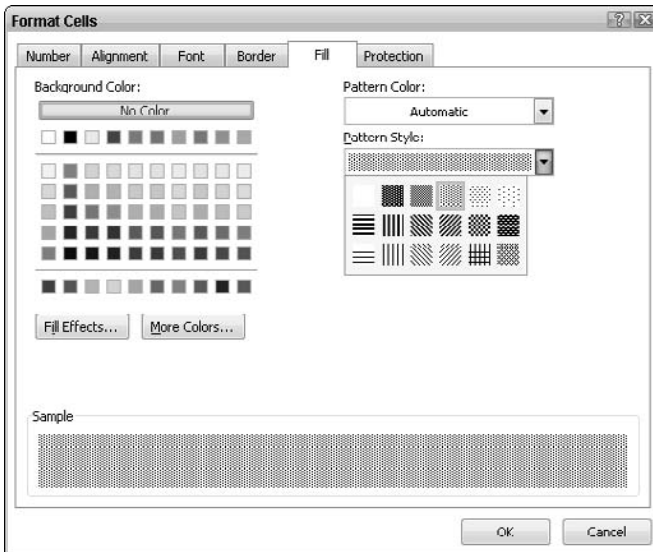 Format Cells
Number Alignment Font Border Fill Protection
Background Color:
No Color
Pattern Color:
Automatic
Pattern Style:
Fill Effects...
More Colors...
Sample
OK
Cancel